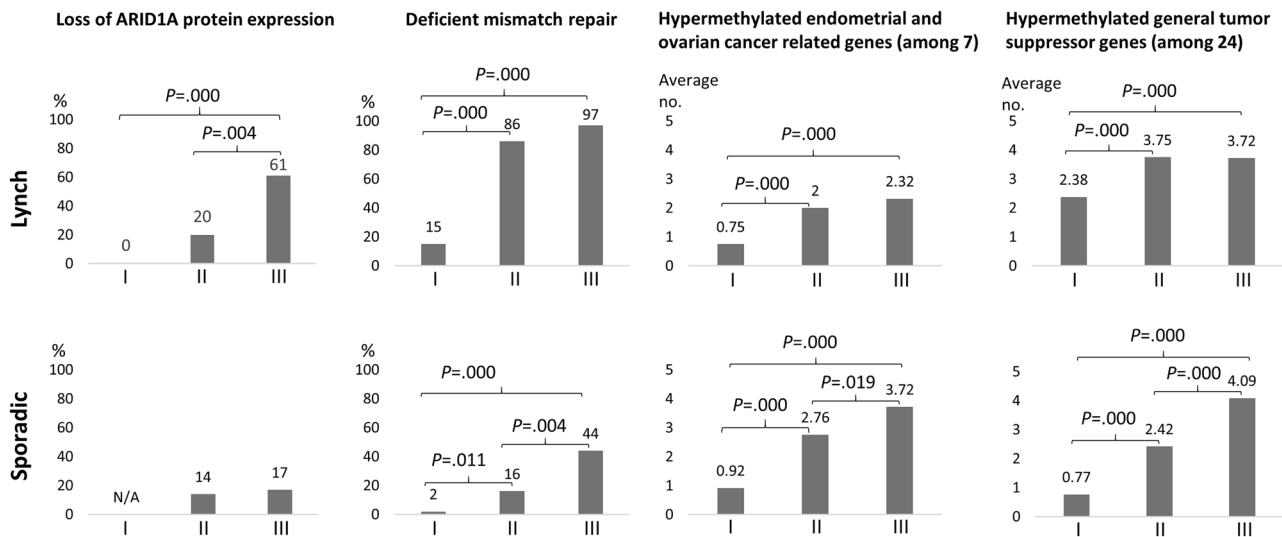 Loss of ARID1A protein expression
Deficient mismatch repair
Hypermethylated endometrial and
ovarian cancer related genes (among 7)
Hypermethylated general tumor
suppressor genes (among 24)
Lynch
%
100
80
60
40
20
0
P=.000
P=.004
0
20
61
I
II
III
%
100
80
60
40
20
0
P=.000
P=.000
15
86
97
I
II
III
Average
no.
5
4
3
2
1
0
P=.000
P=.000
0.75
2
2.32
I
II
III
Average
no.
5
4
3
2
1
0
P=.000
P=.000
2.38
3.75
3.72
I
II
III
Sporadic
%
100
80
60
40
20
0
N/A
14
17
I
II
III
%
100
80
60
40
20
0
P=.000
P=.004
P=.011
2
16
44
I
II
III
5
4
3
2
1
0
P=.000
P=.019
P=.000
0.92
2.76
3.72
I
II
III
5
4
3
2
1
0
P=.000
P=.000
P=.000
0.77
2.42
4.09
I
II
III